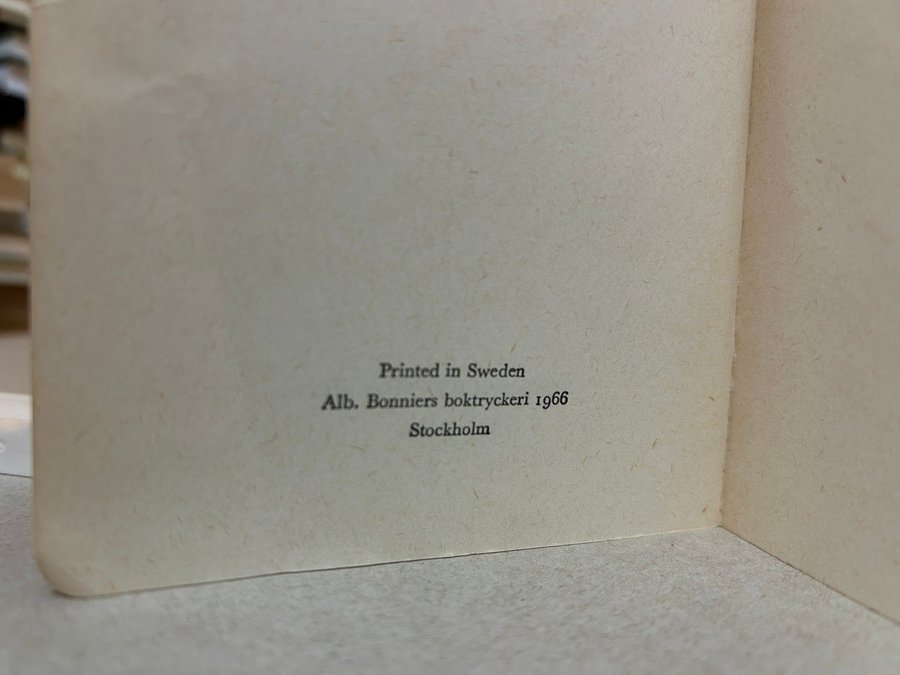 Printed in Sweden
Alb. Bonniers boktryckeri 1966
Stockholm